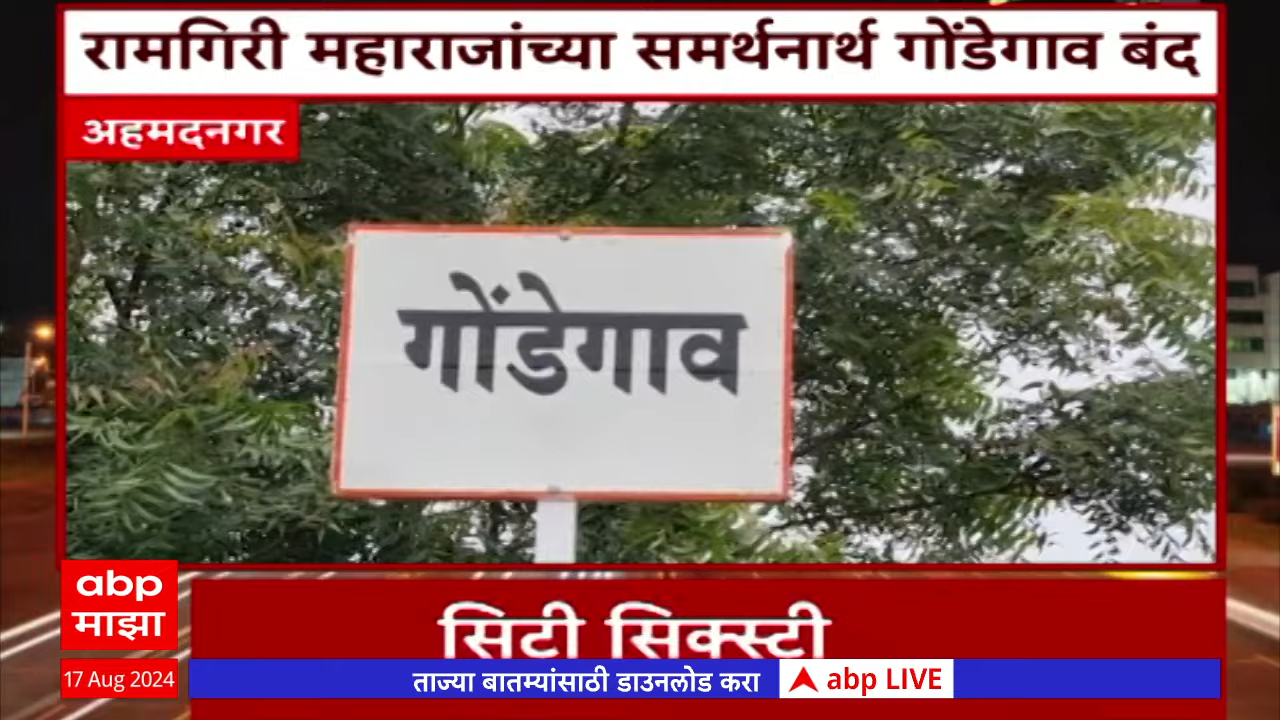 रामगिरी महाराजांच्या समर्थनार्थ गोंडेगाव बंद
अहमदनगर
गोंडेगाव
abp
माझा
सिटी सिक्स्टी
17 Aug 2024
ताज्या बातम्यांसाठी डाउनलोड करा abp LIVE